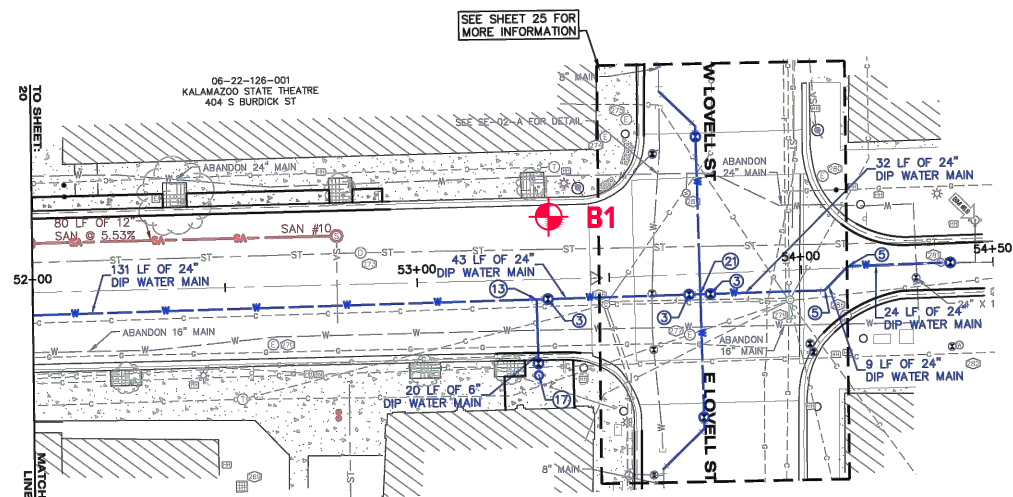 SEE SHEET 25 FOR
MORE INFORMATION
06-22-126-001
KALAMAZOO STATE THEATRE
404 S BURDICK ST
TO SHEET:
20
8" MAIN
W LOVELL ST
SEE SE-02-A FOR DETAIL
ABANDON 24" MAIN
ABANDON
24" MAIN
32 LF OF 24"
DIP WATER MAIN
80 LF OF 12"
SAN @ 5.53%
SAN #10
B1
52+00
131 LF OF 24"
DIP WATER MAIN
53+00
43 LF OF 24"
DIP WATER MAIN
54+00
54+50
13
3
3
21
3
5
5
ABANDON 16" MAIN
ABANDON
16" MAIN
24 LF OF 24"
DIP WATER MAIN
24" X 1
9 LF OF 24"
DIP WATER MAIN
20 LF OF 6"
DIP WATER MAIN
17
E LOVELL ST
8" MAIN
MATCH
LINE